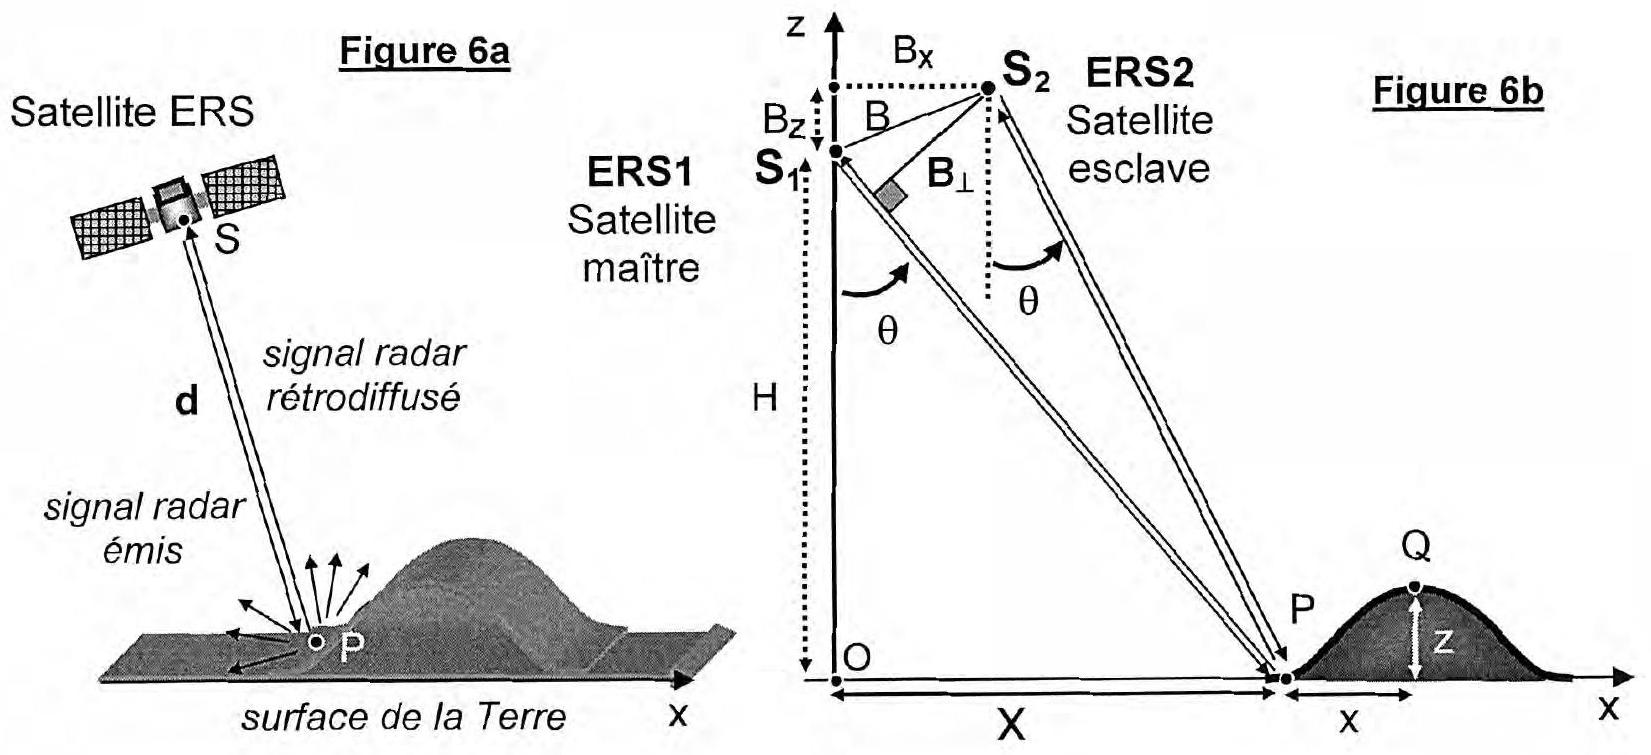 Figure 6a
Satellite ERS
S
signal radar
rétrodiffusé
d
signal radar
émis
P
surface de la Terre
x
Figure 6b
z
Bx
S2
ERS2
Satellite
esclave
Bz
B
S1
B⊥
ERS1
Satellite
maître
θ
θ
H
O
P
Q
z
X
x
x